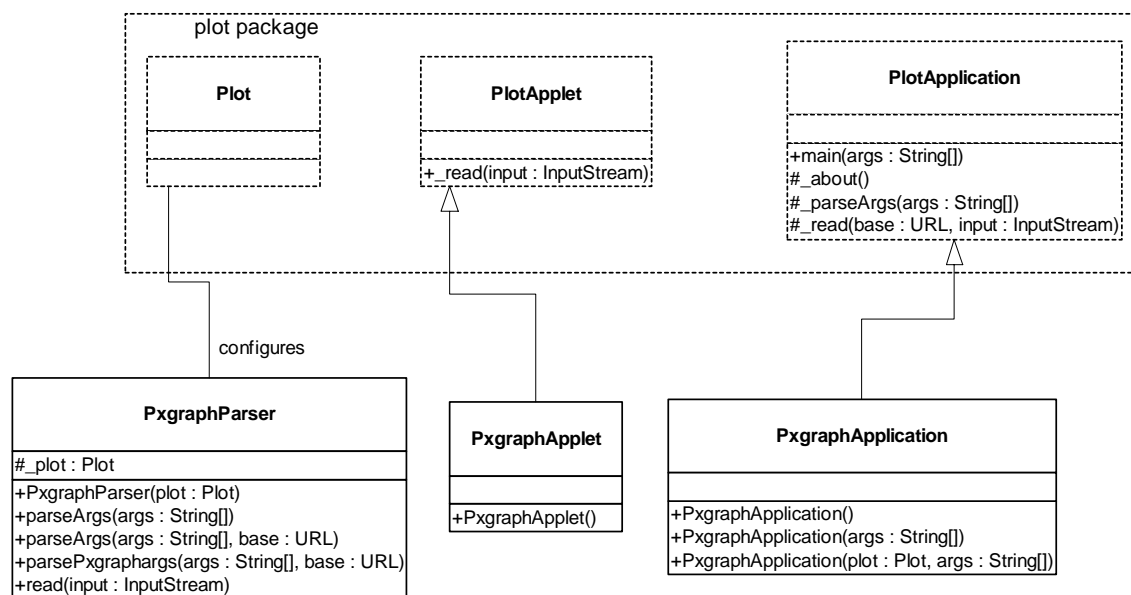 plot package
Plot
PlotApplet
+_read(input : InputStream)
PlotApplication
+main(args : String[])
#_about()
#_parseArgs(args : String[])
#_read(base : URL, input : InputStream)
configures
PxgraphParser
#_plot : Plot
+PxgraphParser(plot : Plot)
+parseArgs(args : String[])
+parseArgs(args : String[], base : URL)
+parsePxgraphargs(args : String[], base : URL)
+read(input : InputStream)
PxgraphApplet
+PxgraphApplet()
PxgraphApplication
+PxgraphApplication()
+PxgraphApplication(args : String[])
+PxgraphApplication(plot : Plot, args : String[])